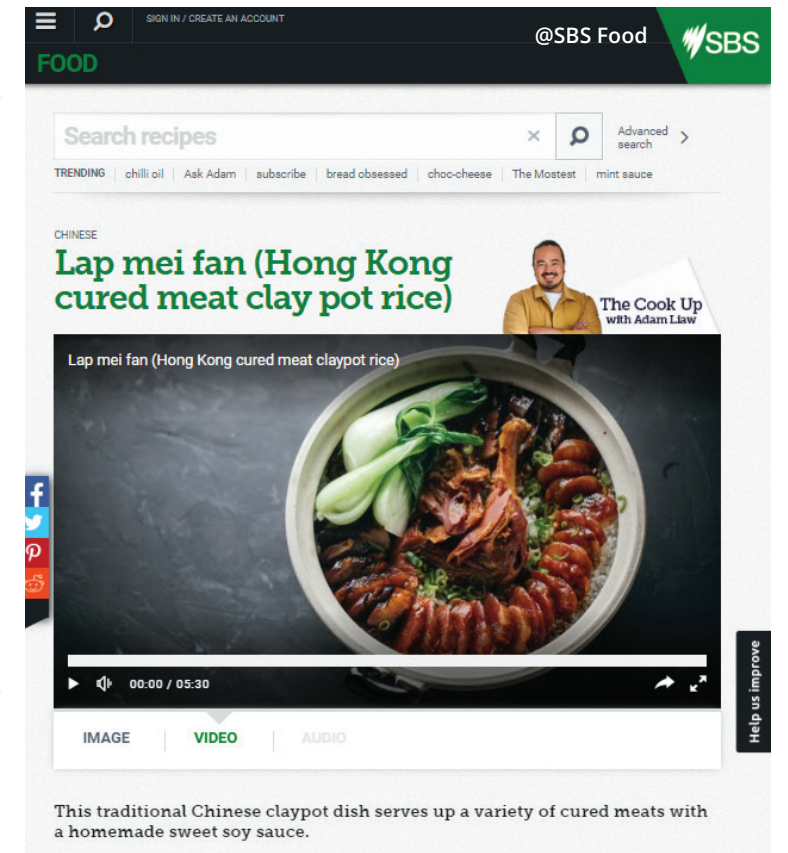 SIGN IN / CREATE AN ACCOUNT
@SBS Food
SBS
FOOD
Search recipes
Advanced
search
TRENDING chilli oil Ask Adam subscribe bread obsessed choc-cheese The Mostest mint sauce
CHINESE
Lap mei fan (Hong Kong
cured meat clay pot rice)
The Cook Up
with Adam Liaw
Lap mei fan (Hong Kong cured meat claypot rice)
00:00 / 05:30
Help us improve
IMAGE VIDEO AUDIO
This traditional Chinese claypot dish serves up a variety of cured meats with
a homemade sweet soy sauce.